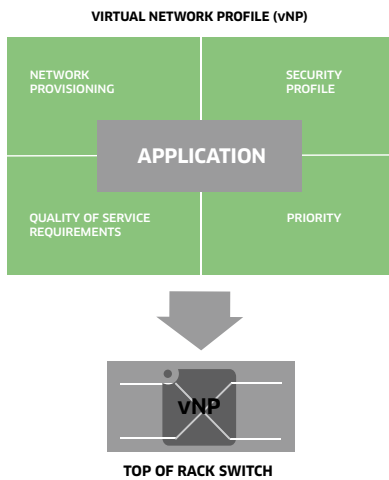 VIRTUAL NETWORK PROFILE (vNP)
NETWORK
PROVISIONING
SECURITY
PROFILE
APPLICATION
QUALITY OF SERVICE
REQUIREMENTS
PRIORITY
vNP
TOP OF RACK SWITCH